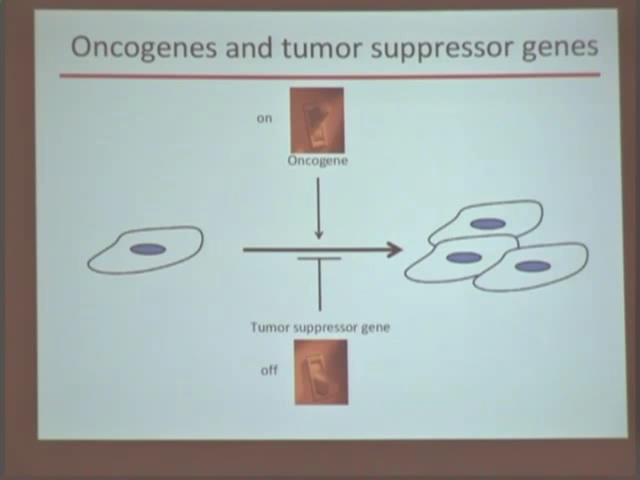 Oncogenes and tumor suppressor genes
on
Oncogene
Tumor suppressor gene
off